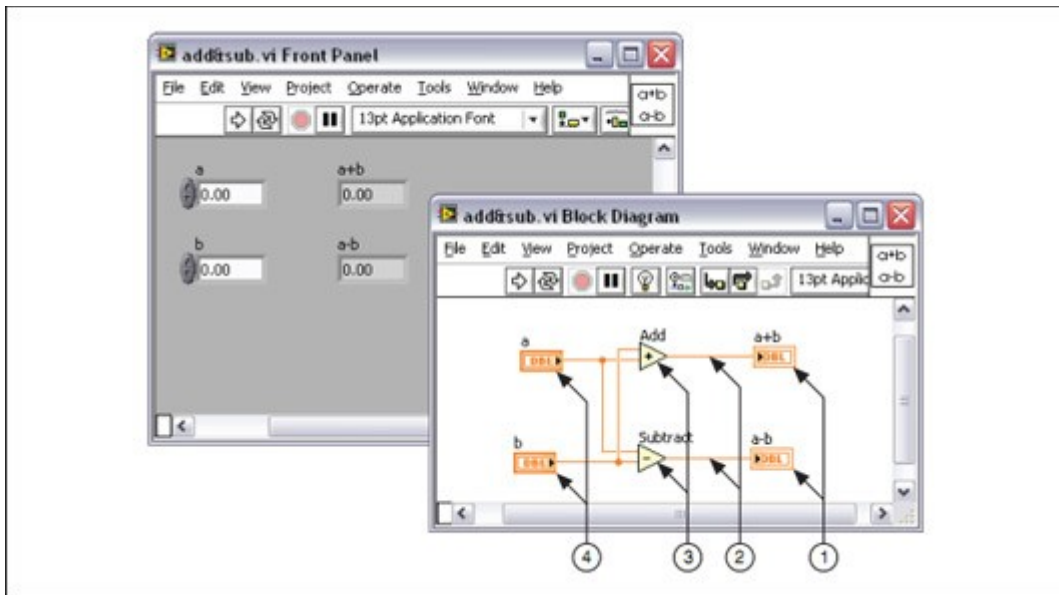 add&sub.vi Front Panel
File Edit View Project Operate Tools Window Help
a+b
a-b
13pt Application Font
a
0.00
a+b
0.00
b
0.00
a-b
0.00
add&sub.vi Block Diagram
File Edit View Project Operate Tools Window Help
a+b
a-b
13pt Applic
a
DBL
Add
+
a+b
DBL
b
DBL
Subtract
-
a-b
DBL
4
3
2
1